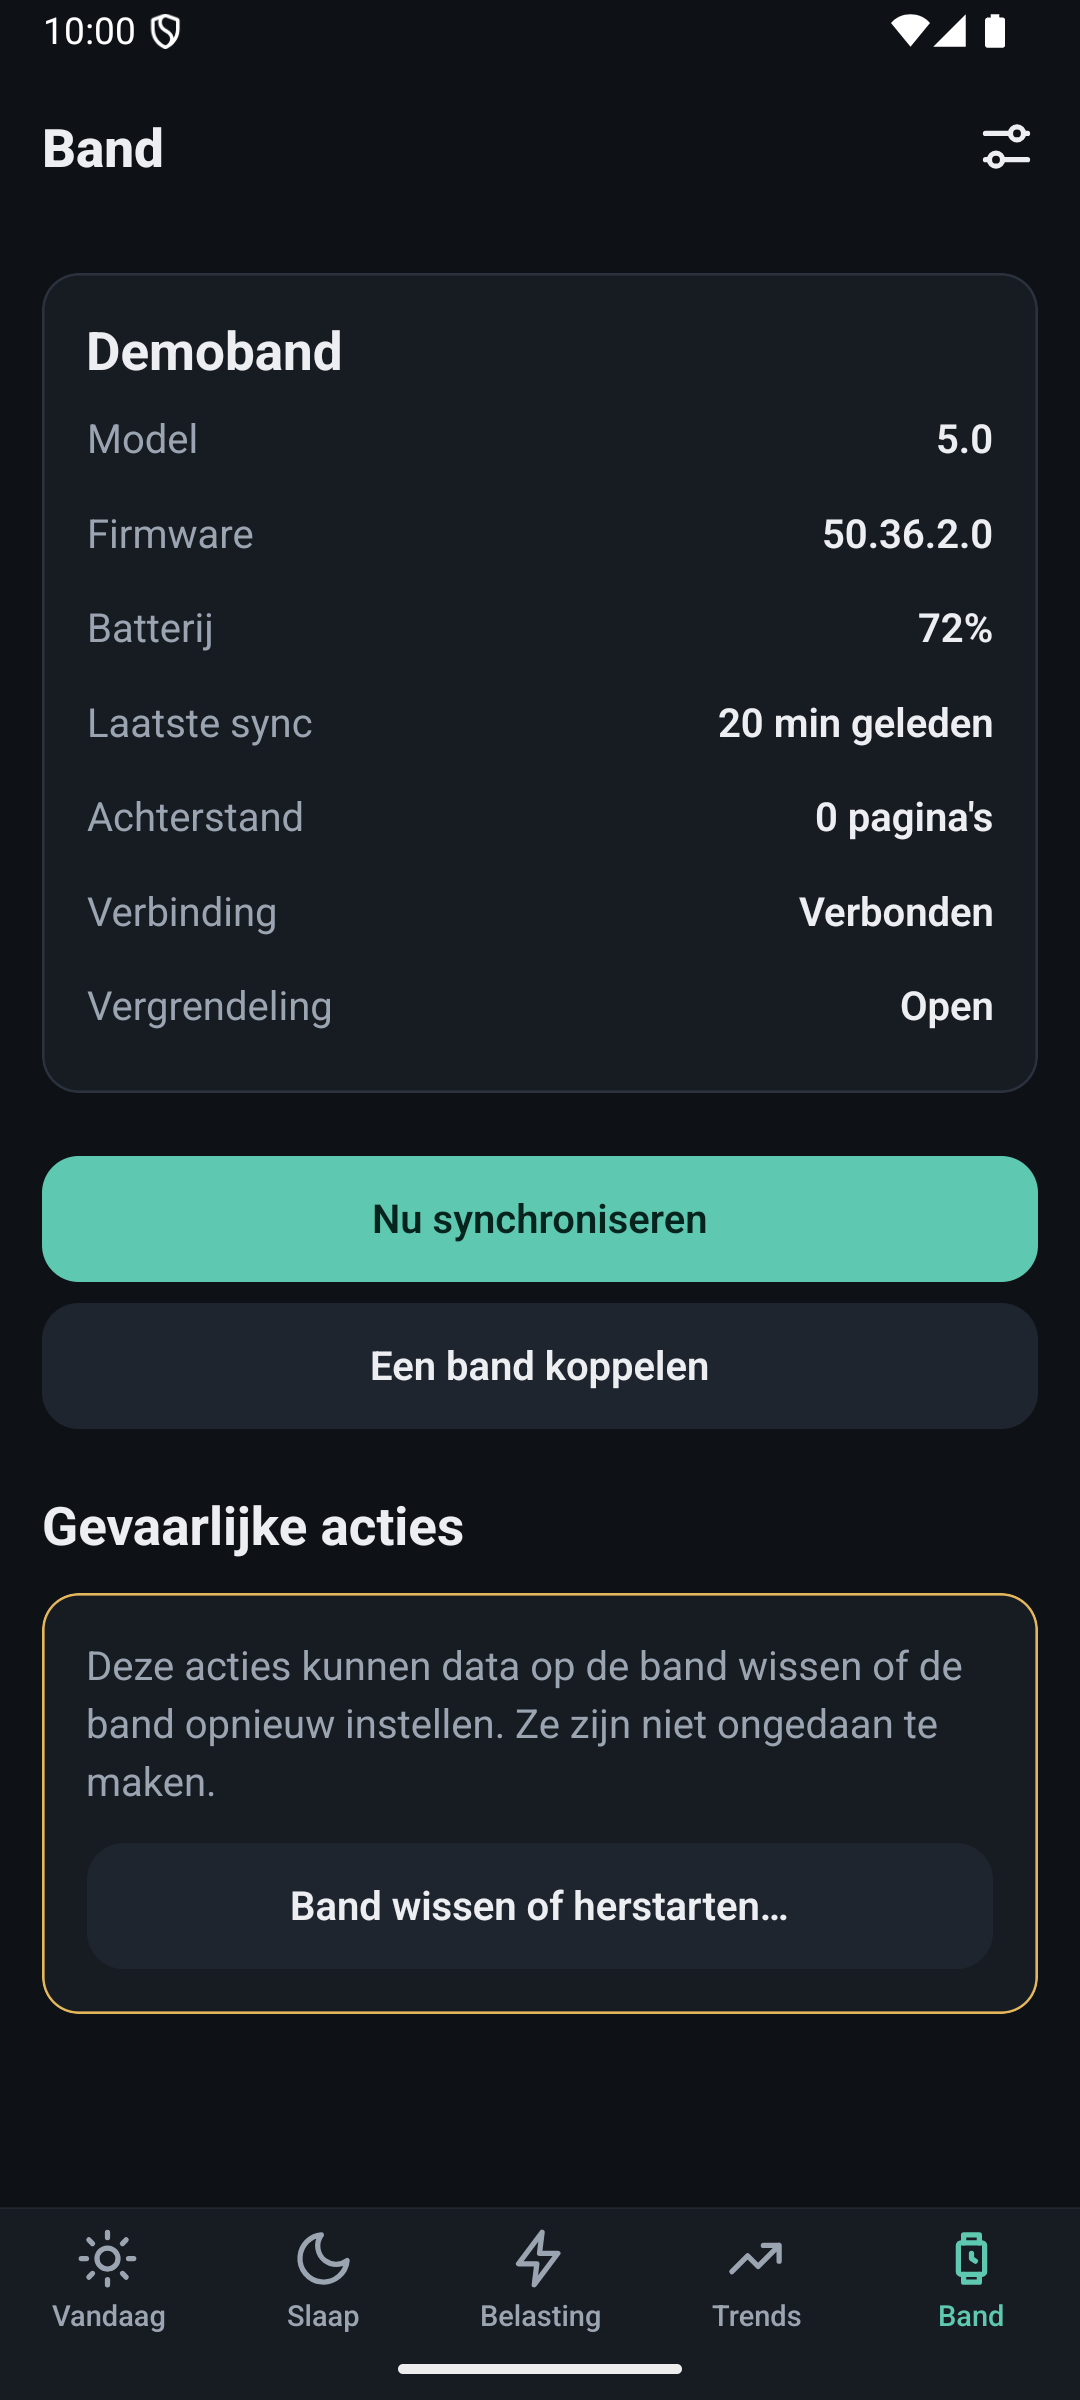 10:00
Band
Demoband
Model 5.0
Firmware 50.36.2.0
Batterij 72%
Laatste sync 20 min geleden
Achterstand 0 pagina's
Verbinding Verbonden
Vergrendeling Open
Nu synchroniseren
Een band koppelen
Gevaarlijke acties
Deze acties kunnen data op de band wissen of de
band opnieuw instellen. Ze zijn niet ongedaan te
maken.
Band wissen of herstarten…
Vandaag Slaap Belasting Trends Band